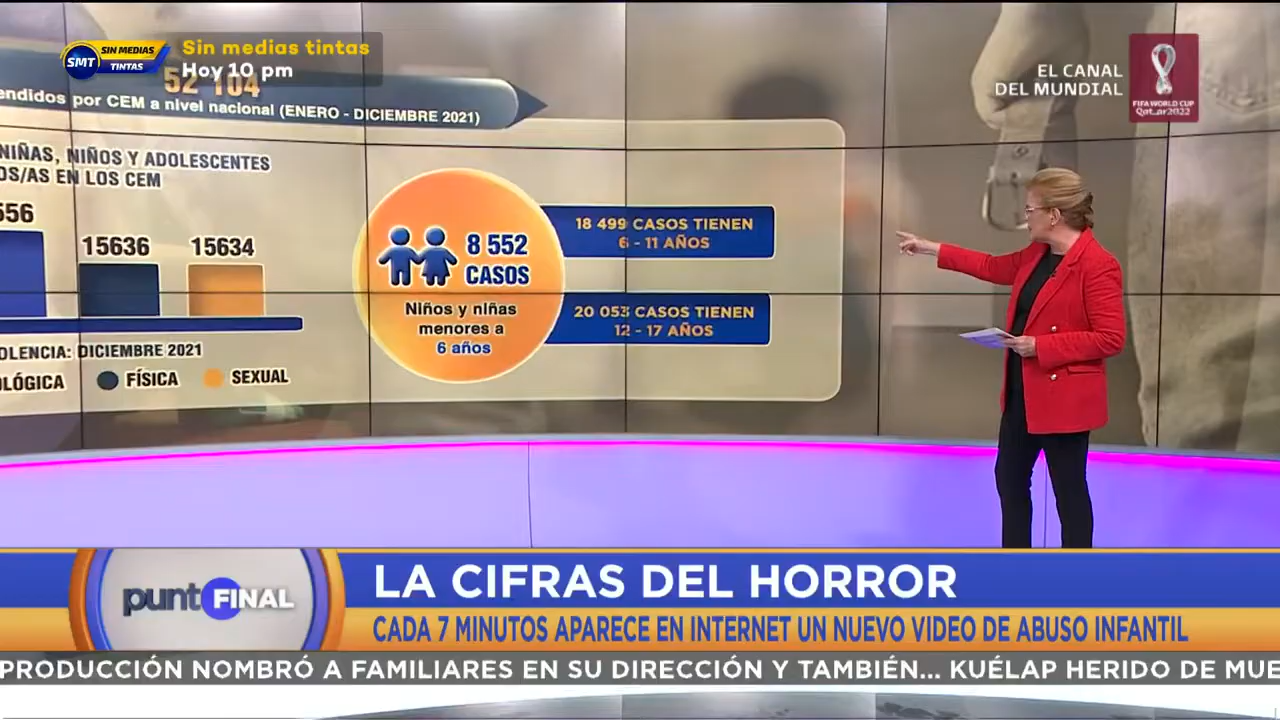 SMT
SIN MEDIAS
TINTAS
Sin medias tintas
Hoy 10 pm
EL CANAL
DEL MUNDIAL
FIFA WORLD CUP
Qatar2022
52 104
endidos por CEM a nivel nacional (ENERO - DICIEMBRE 2021)
NIÑAS, NIÑOS Y ADOLESCENTES
OS/AS EN LOS CEM
556
15636
15634
OLENCIA: DICIEMBRE 2021
OLÓGICA
FÍSICA
SEXUAL
8 552
CASOS
Niños y niñas
menores a
6 años
18 499 CASOS TIENEN
6 - 11 AÑOS
20 053 CASOS TIENEN
12 - 17 AÑOS
punto FINAL
LA CIFRAS DEL HORROR
CADA 7 MINUTOS APARECE EN INTERNET UN NUEVO VIDEO DE ABUSO INFANTIL
PRODUCCIÓN NOMBRÓ A FAMILIARES EN SU DIRECCIÓN Y TAMBIÉN... KUÉLAP HERIDO DE MUE